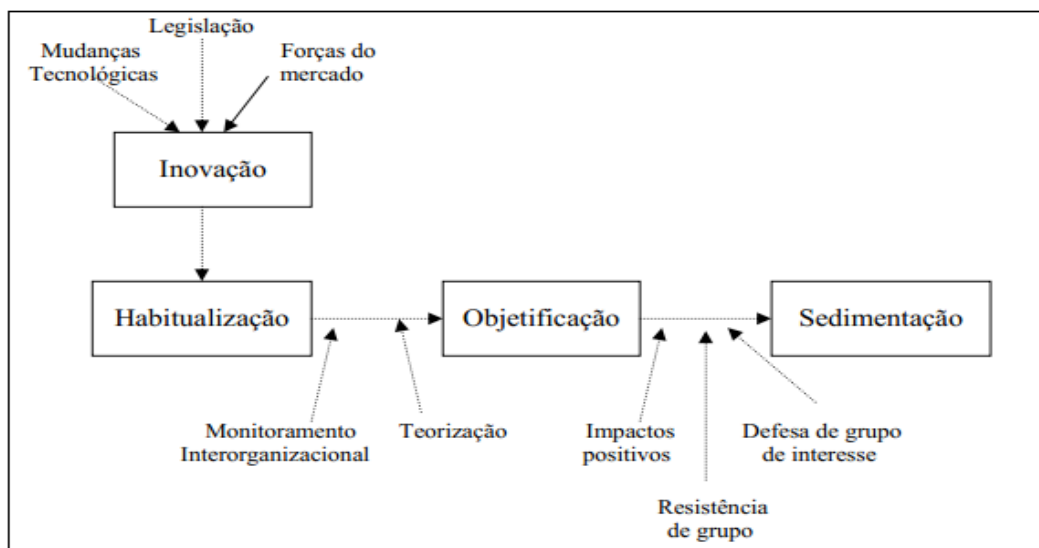 Legislação
Mudanças
Tecnológicas
Forças do
mercado
Inovação
Habitualização
Objetificação
Sedimentação
Monitoramento
Interorganizacional
Teorização
Impactos
positivos
Defesa de grupo
de interesse
Resistência
de grupo